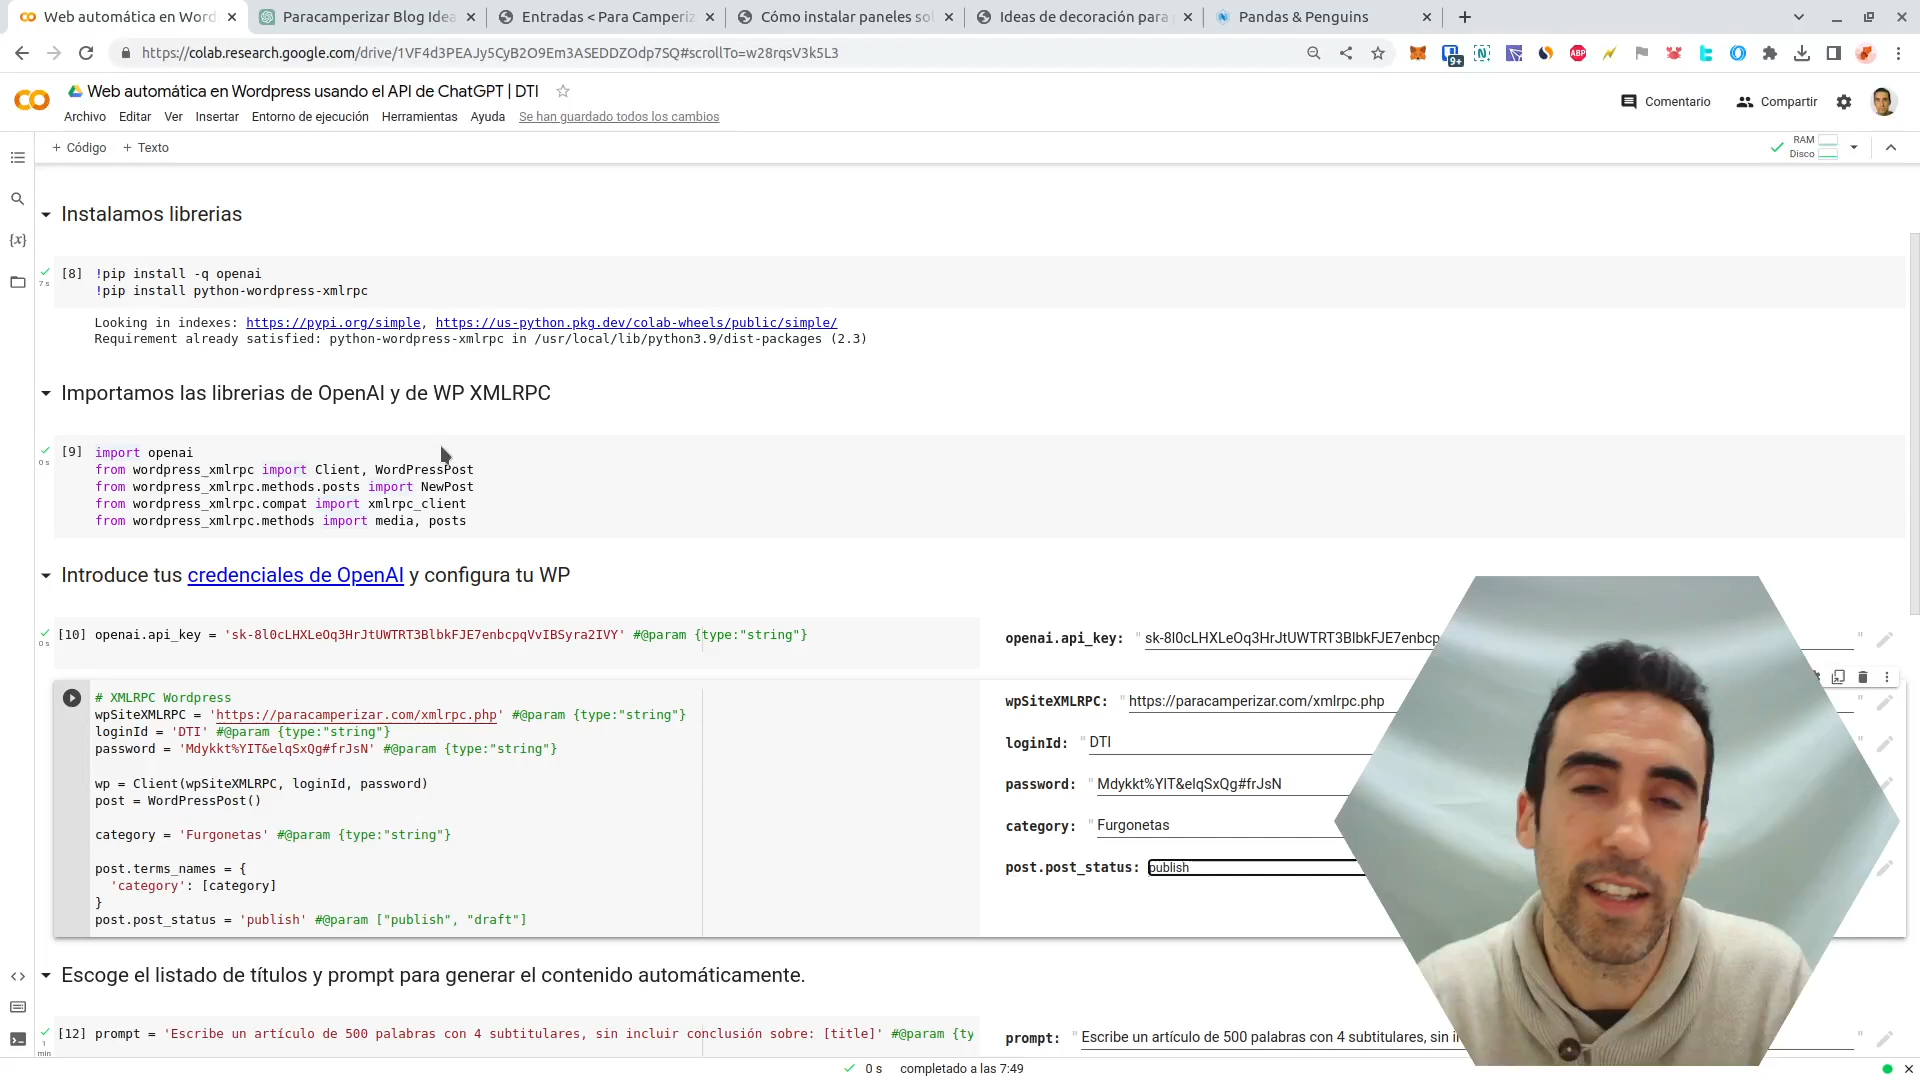 Web automática en Word
Paracamperizar Blog Idea
Entradas < Para Camperiz
Cómo instalar paneles sol
Ideas de decoración para
Pandas & Penguins
https://colab.research.google.com/drive/1VF4d3PEAJy5CyB2O9Em3ASEDDZOdp7SQ#scrollTo=w28rqsV3k5L3
9+
ABP
Web automática en Wordpress usando el API de ChatGPT | DTI
Comentario
Compartir
Archivo Editar Ver Insertar Entorno de ejecución Herramientas Ayuda Se han guardado todos los cambios
+ Código + Texto
RAM
Disco
Instalamos librerias
[8] !pip install -q openai
7 s
!pip install python-wordpress-xmlrpc
Looking in indexes: https://pypi.org/simple, https://us-python.pkg.dev/colab-wheels/public/simple/
Requirement already satisfied: python-wordpress-xmlrpc in /usr/local/lib/python3.9/dist-packages (2.3)
Importamos las librerias de OpenAI y de WP XMLRPC
[9] import openai
0 s
from wordpress_xmlrpc import Client, WordPressPost
from wordpress_xmlrpc.methods.posts import NewPost
from wordpress_xmlrpc.compat import xmlrpc_client
from wordpress_xmlrpc.methods import media, posts
Introduce tus credenciales de OpenAI y configura tu WP
[10] openai.api_key = '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' #@param {type:"string"}
0 s
openai.api_key: "sk-8l0cLHXLeOq3HrJtUWTRT3BlbkFJE7enbcp "
# XMLRPC Wordpress
wpSiteXMLRPC = 'https://paracamperizar.com/xmlrpc.php' #@param {type:"string"}
loginId = 'DTI' #@param {type:"string"}
password = 'Mdykkt%YIT&elqSxQg#frJsN' #@param {type:"string"}
wp = Client(wpSiteXMLRPC, loginId, password)
post = WordPressPost()
category = 'Furgonetas' #@param {type:"string"}
post.terms_names = {
'category': [category]
}
post.post_status = 'publish' #@param ["publish", "draft"]
wpSiteXMLRPC: "https://paracamperizar.com/xmlrpc.php "
loginId: "DTI "
password: "Mdykkt%YIT&elqSxQg#frJsN "
category: "Furgonetas
post.post_status: publish
Escoge el listado de títulos y prompt para generar el contenido automáticamente.
[12] prompt = 'Escribe un artículo de 500 palabras con 4 subtitulares, sin incluir conclusión sobre: [title]' #@param {ty
1
min
prompt: "Escribe un artículo de 500 palabras con 4 subtitulares, sin i "
0 s completado a las 7:49